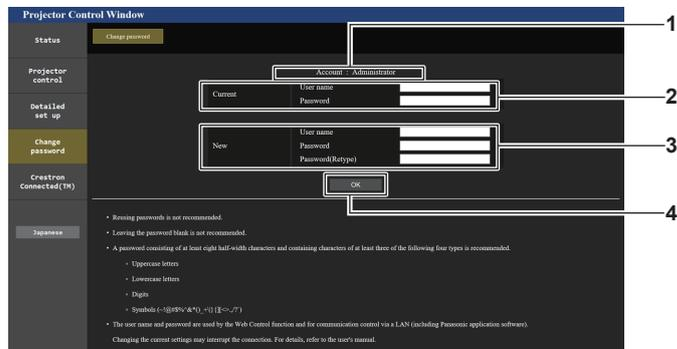 Projector Control Window
1
Status
Change password
Projector
control
Account : Administrator
Current
User name
Password
2
Detailed
set up
New
User name
Password
Password(Retype)
3
Change
password
OK
4
Crestron
Connected(TM)
Japanese
• Reusing passwords is not recommended.
• Leaving the password blank is not recommended.
• A password consisting of at least eight half-width characters and containing characters of at least three of the following four types is recommended.
◦ Uppercase letters
◦ Lowercase letters
◦ Digits
◦ Symbols
• The user name and password are used by the Web Control function and for communication control via a LAN (including Panasonic application software).
Changing the current settings may interrupt the connection. For details, refer to the user's manual.